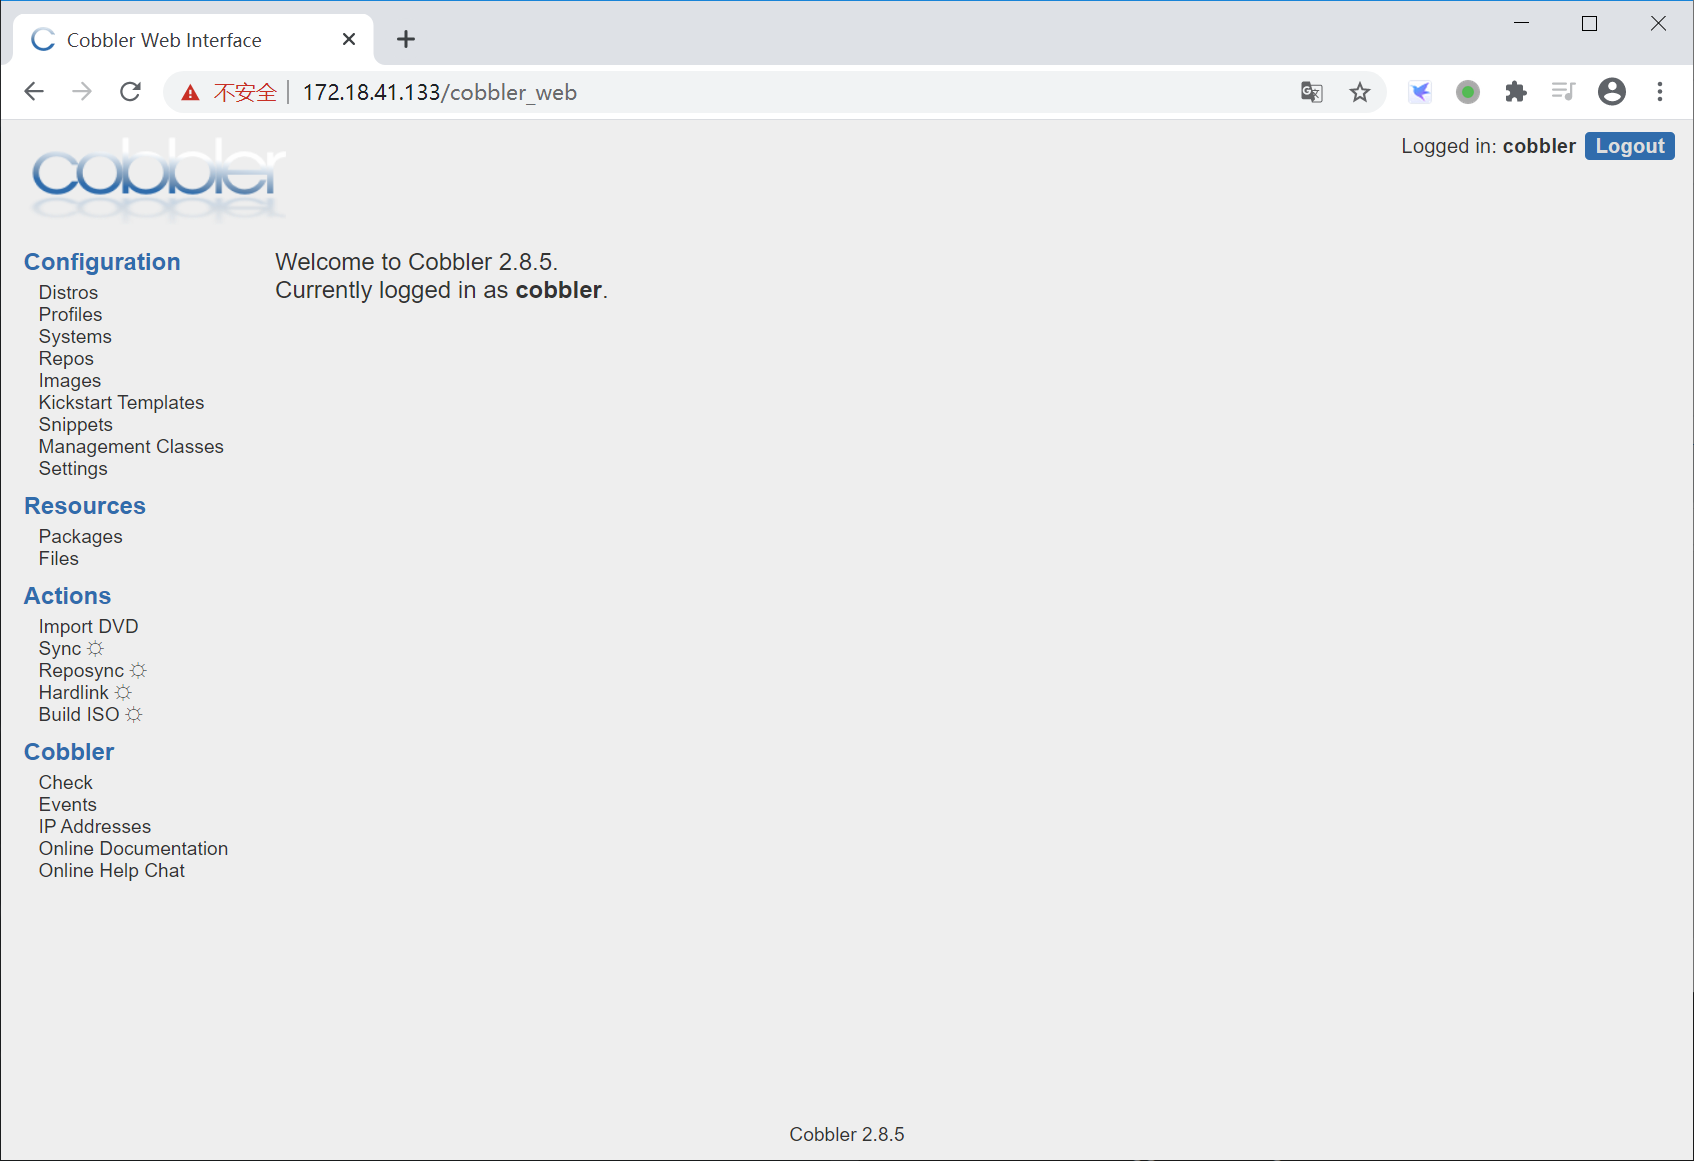 Cobbler Web Interface
不安全 172.18.41.133/cobbler_web
cobbler
Logged in: cobbler Logout
Configuration
Distros
Profiles
Systems
Repos
Images
Kickstart Templates
Snippets
Management Classes
Settings
Resources
Packages
Files
Actions
Import DVD
Sync
Reposync
Hardlink
Build ISO
Cobbler
Check
Events
IP Addresses
Online Documentation
Online Help Chat
Welcome to Cobbler 2.8.5.
Currently logged in as cobbler.
Cobbler 2.8.5